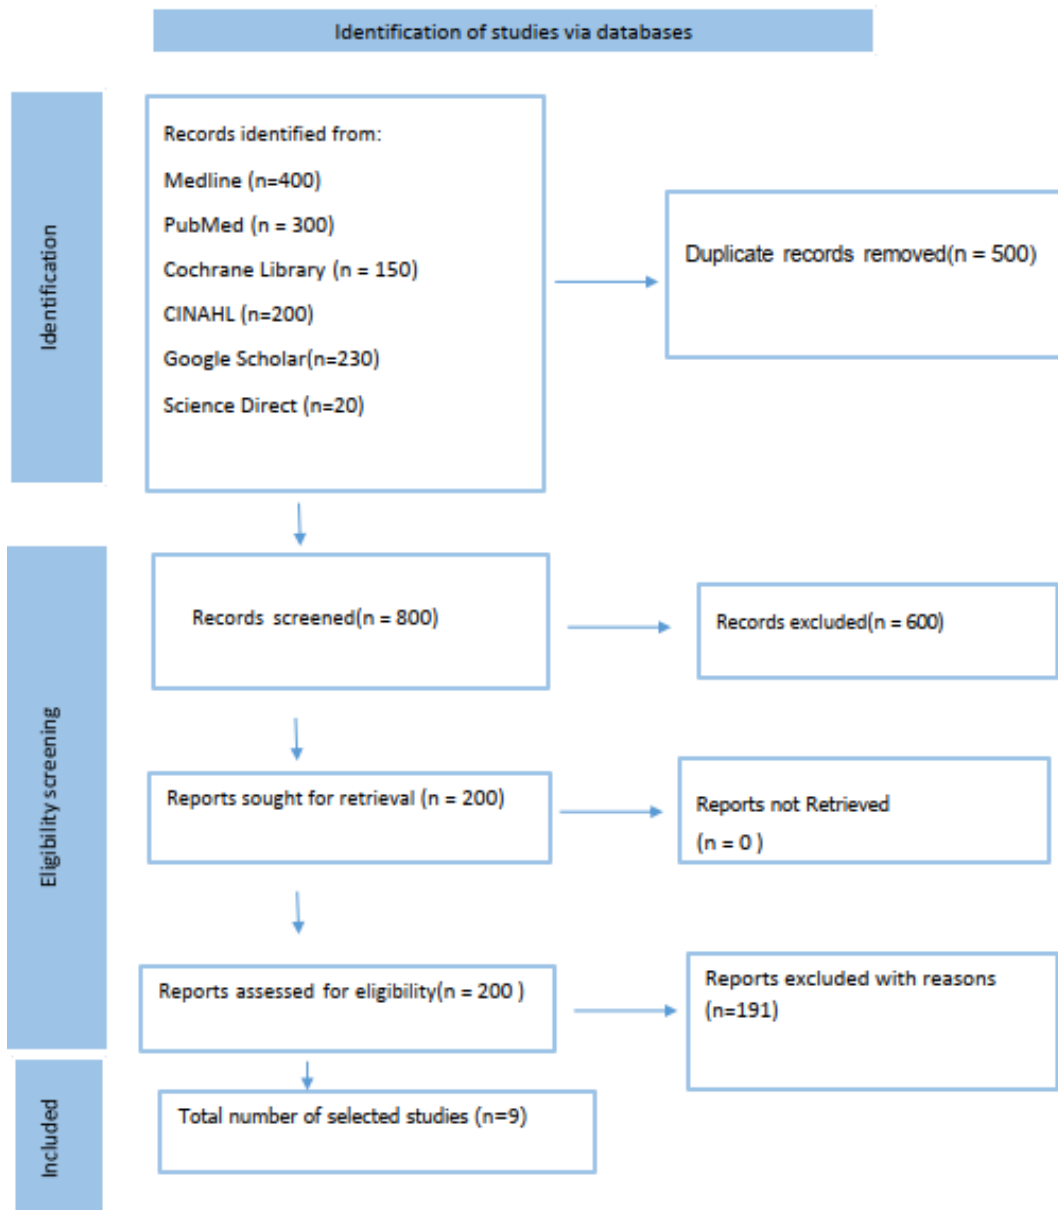 Identification of studies via databases
Identification
Records identified from:
Medline (n=400)
PubMed (n = 300)
Cochrane Library (n = 150)
CINAHL (n=200)
Google Scholar(n=230)
Science Direct (n=20)
Duplicate records removed(n = 500)
Eligibility screening
Records screened(n = 800)
Records excluded(n = 600)
Reports sought for retrieval (n = 200)
Reports not Retrieved
(n = 0 )
Reports assessed for eligibility(n = 200 )
Reports excluded with reasons
(n=191)
Included
Total number of selected studies (n=9)